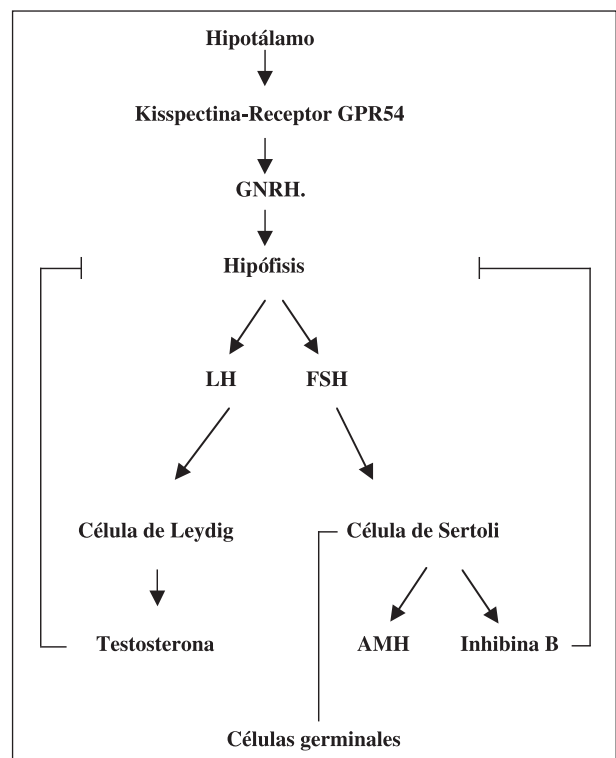 Hipotálamo
Kisspectina-Receptor GPR54
GNRH.
Hipófisis
LH FSH
Célula de Leydig Célula de Sertoli
Testosterona AMH Inhibina B
Células germinales